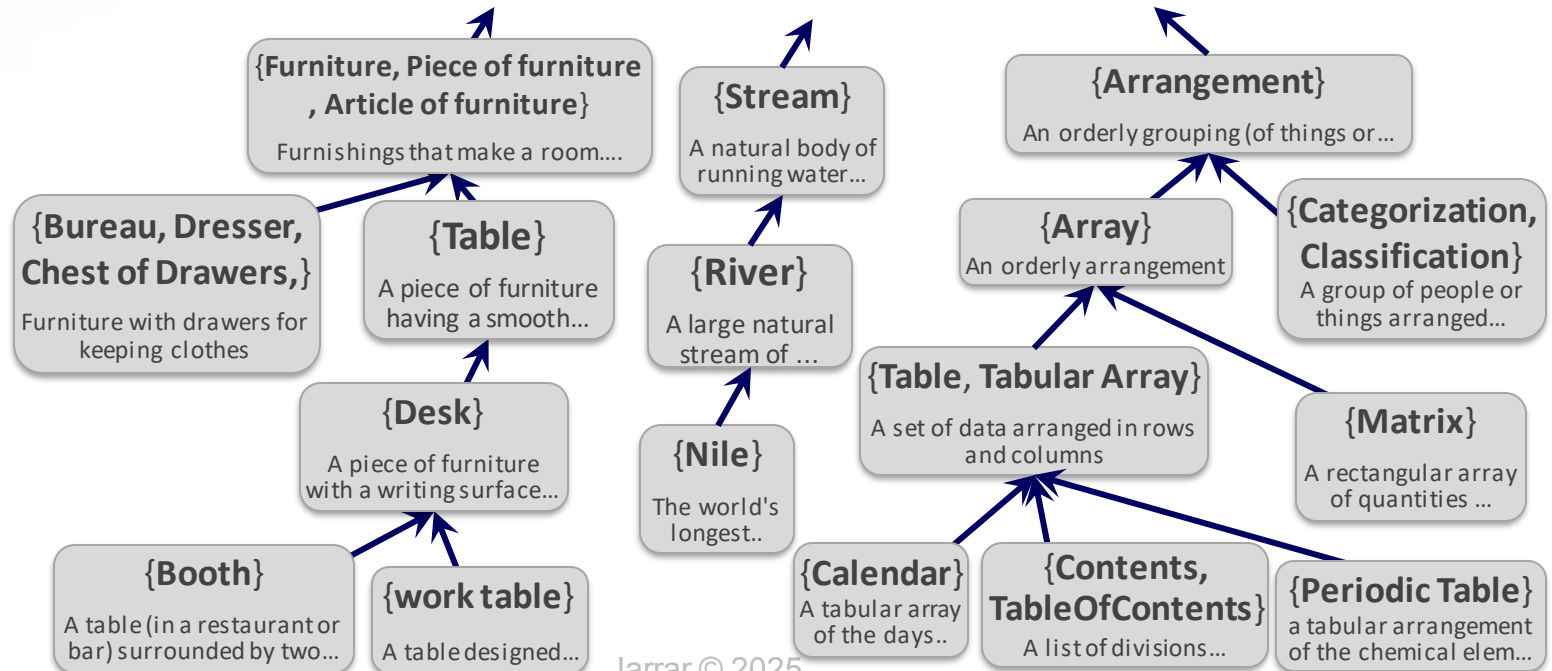 {Furniture, Piece of furniture
, Article of furniture}
Furnishings that make a room....
{Stream}
A natural body of
running water...
{Arrangement}
An orderly grouping (of things or...
{Bureau, Dresser,
Chest of Drawers,}
Furniture with drawers for
keeping clothes
{Table}
A piece of furniture
having a smooth...
{River}
A large natural
stream of ...
{Array}
An orderly arrangement
{Categorization,
Classification}
A group of people or
things arranged...
{Desk}
A piece of furniture
with a writing surface...
{Nile}
The world's
longest..
{Table, Tabular Array}
A set of data arranged in rows
and columns
{Matrix}
A rectangular array
of quantities ...
{Booth}
A table (in a restaurant or
bar) surrounded by two...
{work table}
A table designed...
{Calendar}
A tabular array
of the days..
{Contents,
TableOfContents}
A list of divisions...
{Periodic Table}
a tabular arrangement
of the chemical elem...
Jarrar © 2025